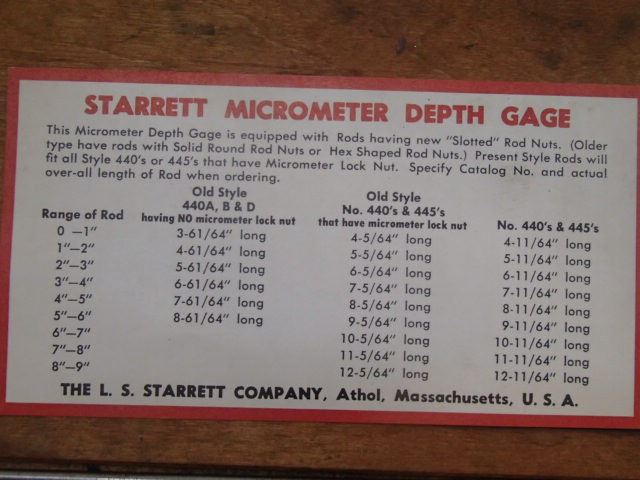 STARRETT MICROMETER DEPTH GAGE
This Micrometer Depth Gage is equipped with Rods having new "Slotted" Rod Nuts. (Older
type have rods with Solid Round Rod Nuts or Hex Shaped Rod Nuts.) Present Style Rods will
fit all Style 440's or 445's that have Micrometer Lock Nut. Specify Catalog No. and actual
over-all length of Rod when ordering.
Old Style Old Style
440A, B & D No. 440's & 445's
Range of Rod having NO micrometer lock nut that have micrometer lock nut No. 440's & 445's
0 —1" 3-61/64" long 4-5/64" long 4-11/64" long
1"—2" 4-61/64" long 5-5/64" long 5-11/64" long
2"—3" 5-61/64" long 6-5/64" long 6-11/64" long
3"—4" 6-61/64" long 7-5/64" long 7-11/64" long
4"—5" 7-61/64" long 8-5/64" long 8-11/64" long
5"—6" 8-61/64" long 9-5/64" long 9-11/64" long
6"—7" 10-5/64" long 10-11/64" long
7"—8" 11-5/64" long 11-11/64" long
8"—9" 12-5/64" long 12-11/64" long
THE L. S. STARRETT COMPANY, Athol, Massachusetts, U. S. A.